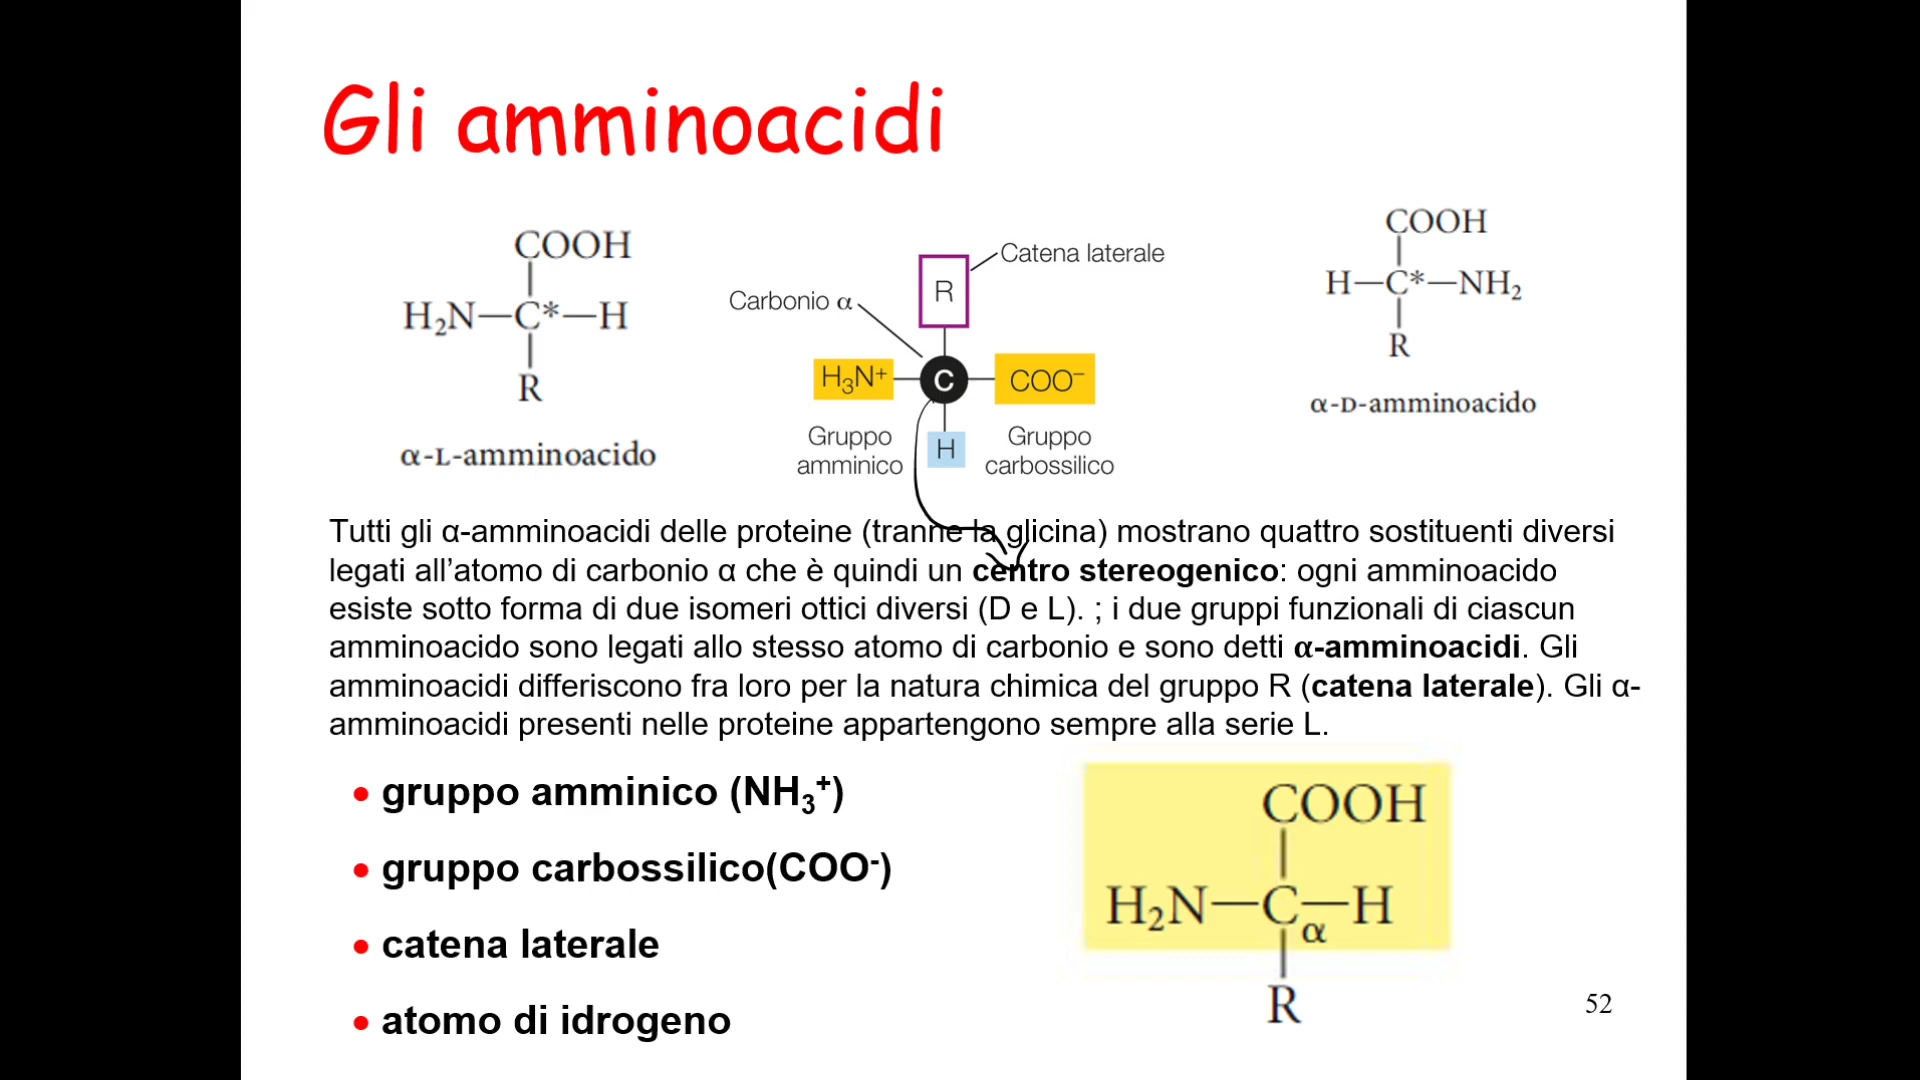 Gli amminoacidi
COOH
H₂N—C*—H
R
α-L-amminoacido
Catena laterale
R
Carbonio α
H₃N⁺
C
COO⁻
Gruppo
amminico
H
Gruppo
carbossilico
COOH
H—C*—NH₂
R
α-D-amminoacido
Tutti gli α-amminoacidi delle proteine (tranne la glicina) mostrano quattro sostituenti diversi
legati all’atomo di carbonio α che è quindi un centro stereogenico: ogni amminoacido
esiste sotto forma di due isomeri ottici diversi (D e L). ; i due gruppi funzionali di ciascun
amminoacido sono legati allo stesso atomo di carbonio e sono detti α-amminoacidi. Gli
amminoacidi differiscono fra loro per la natura chimica del gruppo R (catena laterale). Gli α-
amminoacidi presenti nelle proteine appartengono sempre alla serie L.
• gruppo amminico (NH₃⁺)
• gruppo carbossilico(COO⁻)
• catena laterale
• atomo di idrogeno
COOH
H₂N—C—H
α
R
52